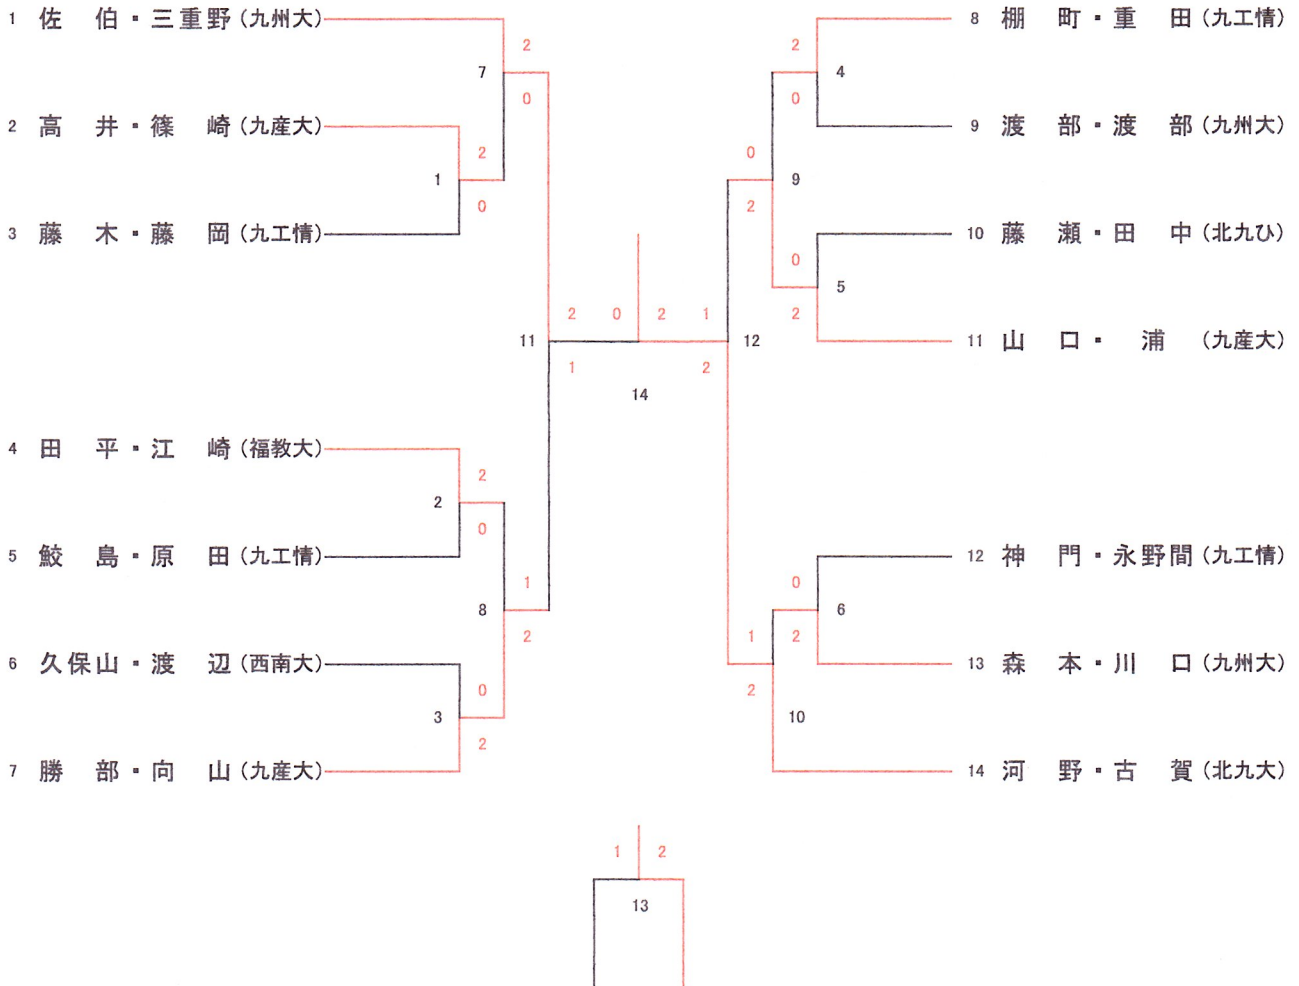 1 佐 伯・三重野(九州大)
2
7
0
2 高 井・篠 崎(九産大)
2
1
0
3 藤 木・藤 岡(九工情)
11
2 0 2 1
12
1
2
14
4 田 平・江 崎(福教大)
2
2
0
5 鮫 島・原 田(九工情)
1
8
2
6 久保山・渡 辺(西南大)
0
3
2
7 勝 部・向 山(九産大)
8 棚 町・重 田(九工情)
2
4
0
9 渡 部・渡 部(九州大)
0
9
2
10 藤 瀬・田 中(北九ひ)
0
5
2
11 山 口・ 浦 (九産大)
12 神 門・永野間(九工情)
0
6
1
2
13 森 本・川 口(九州大)
2
10
14 河 野・古 賀(北九大)
1 2
13